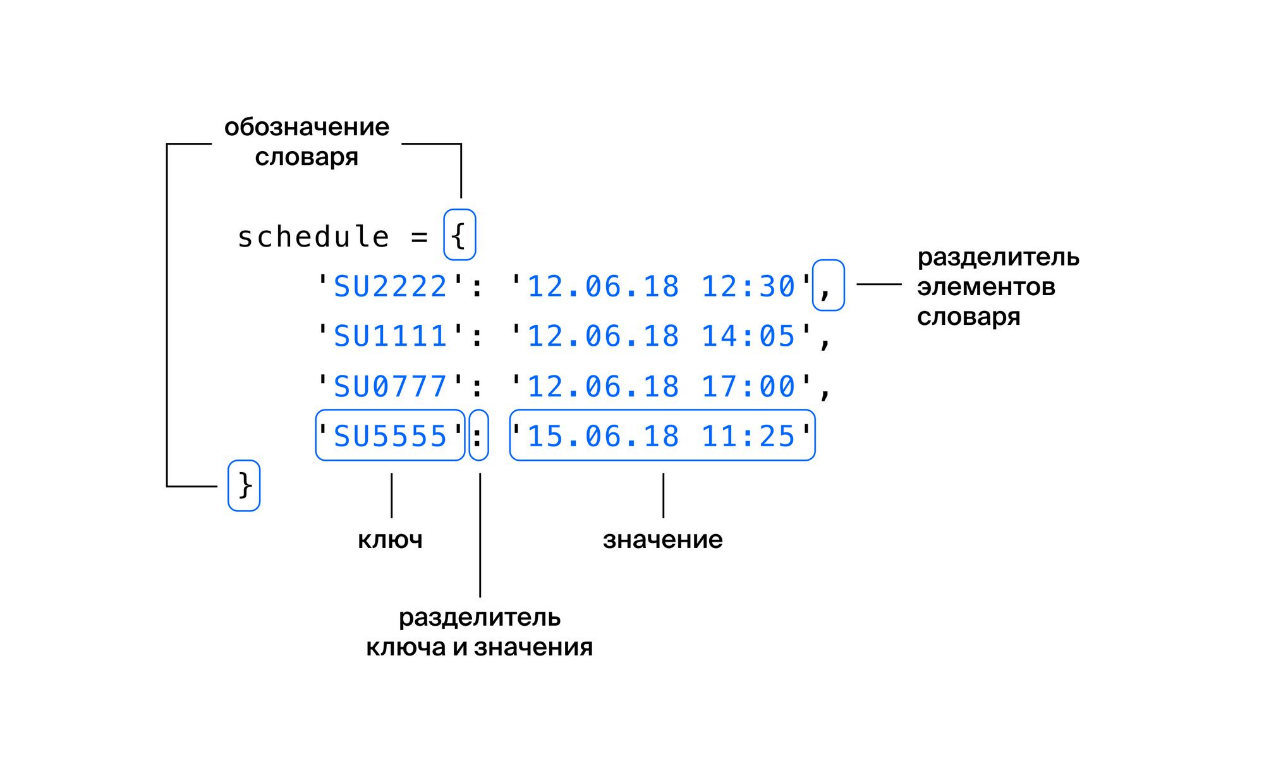 обозначение
словаря
schedule = {
'SU2222': '12.06.18 12:30',
'SU1111': '12.06.18 14:05',
'SU0777': '12.06.18 17:00',
'SU5555': '15.06.18 11:25'
}
разделитель
элементов
словаря
ключ
значение
разделитель
ключа и значения